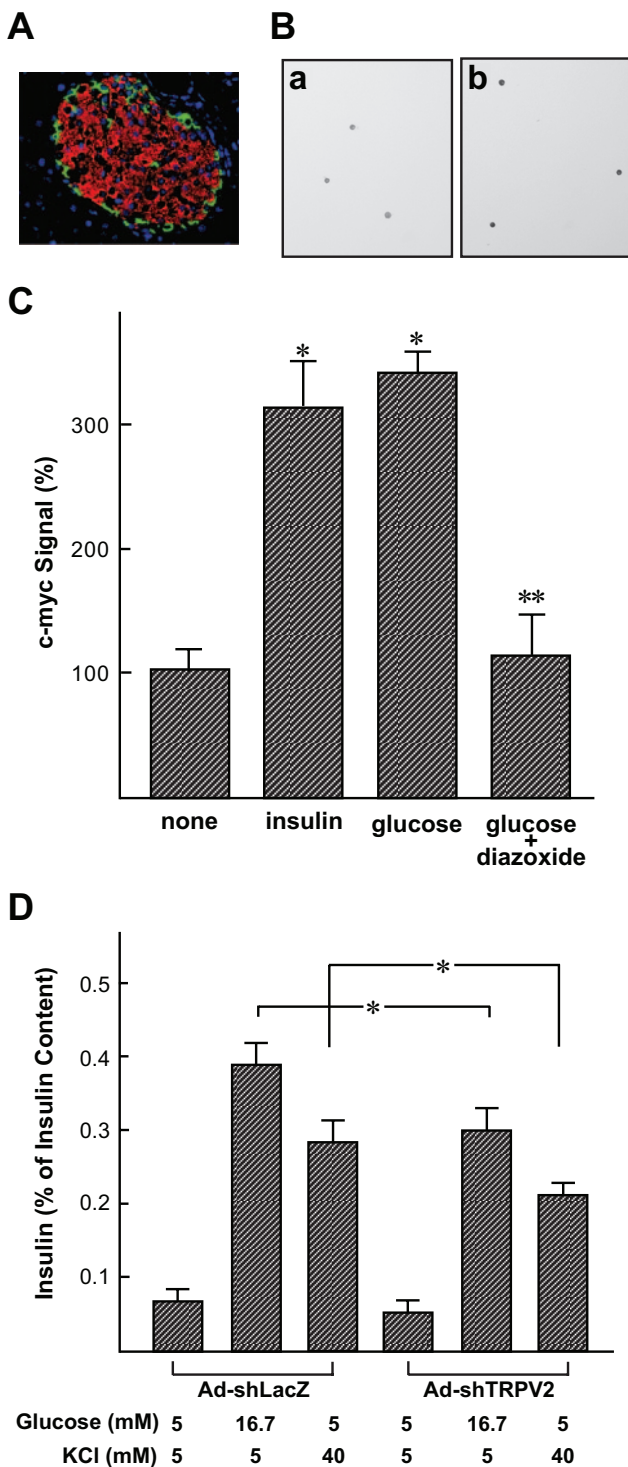 A
B
a
b
C
c-myc Signal (%)
300
200
100
*
*
**
none
insulin
glucose
glucose
+
diazoxide
D
Insulin (% of Insulin Content)
0.5
0.4
0.3
0.2
0.1
*
*
Ad-shLacZ
Ad-shTRPV2
Glucose (mM) 5 16.7 5 5 16.7 5
KCl (mM) 5 5 40 5 5 40